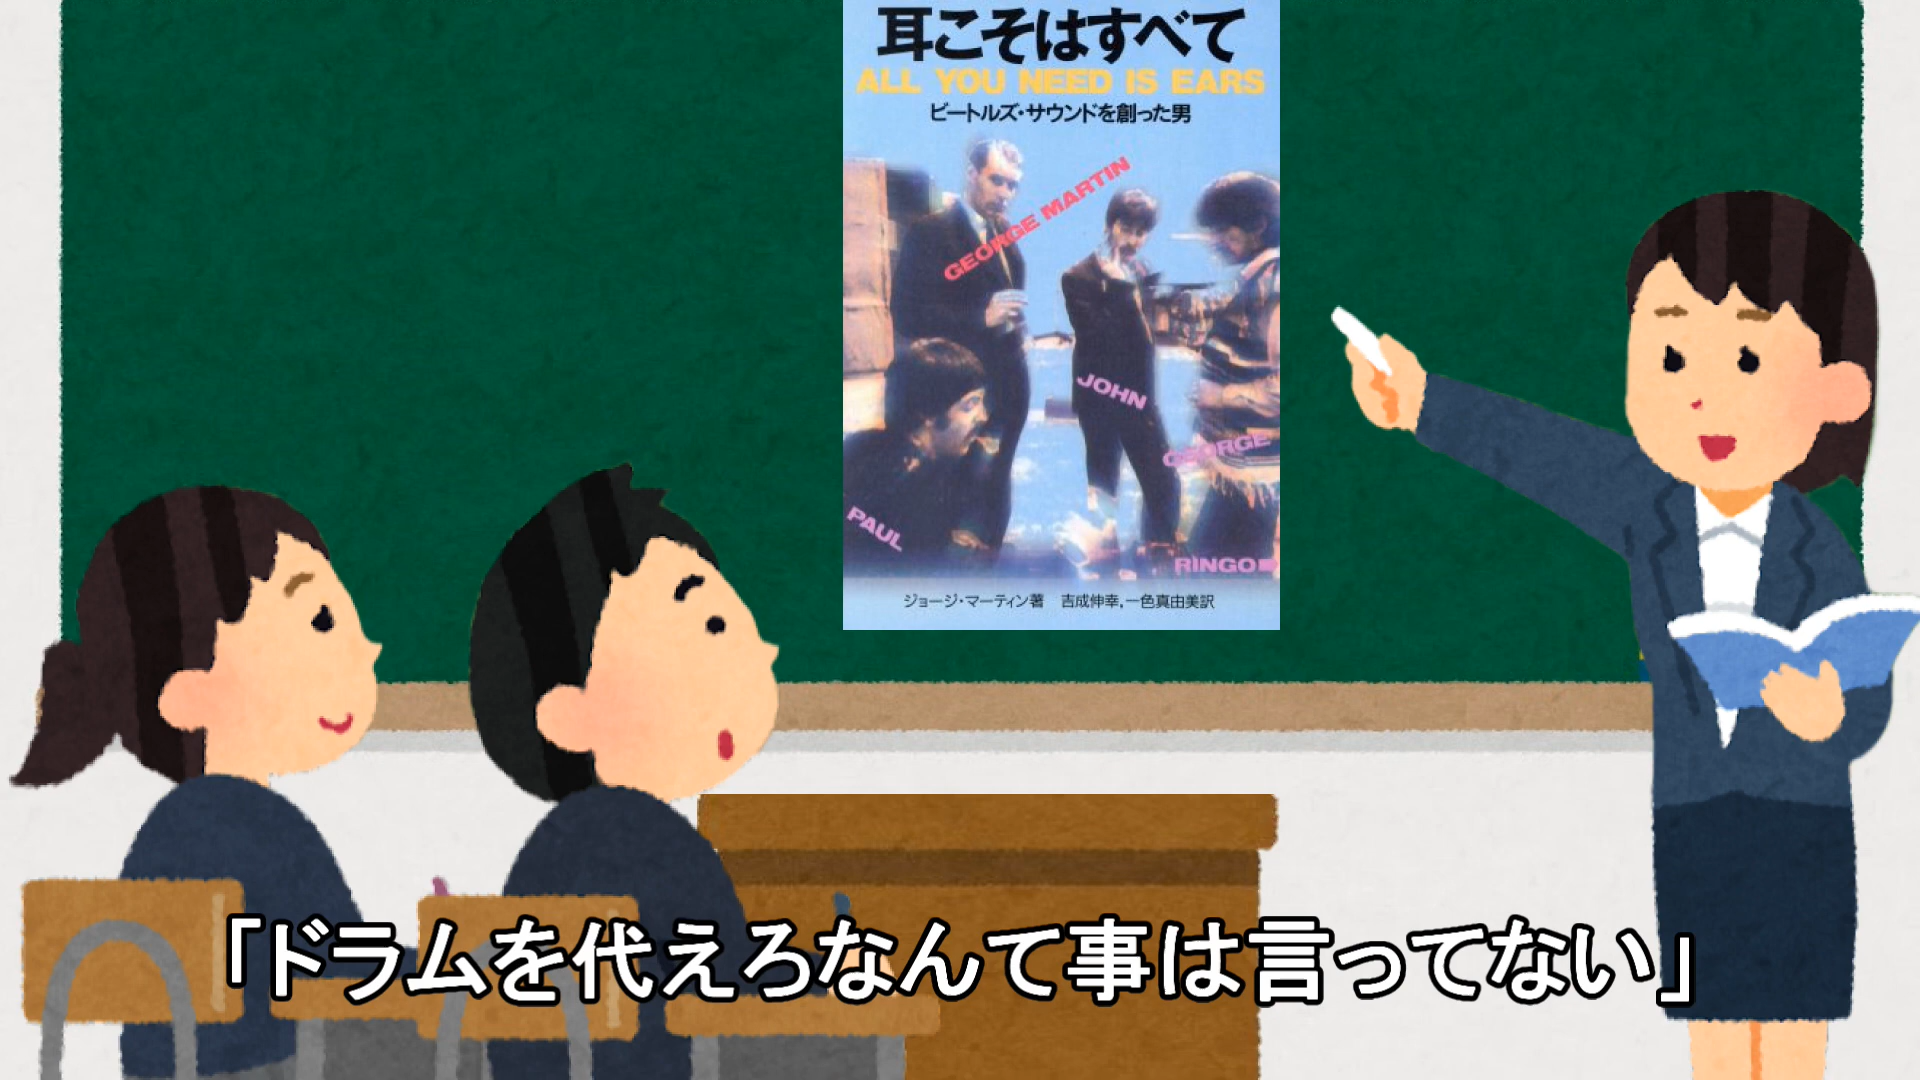 耳こそはすべて
ALL YOU NEED IS EARS
ビートルズ・サウンドを創った男
GEORGE MARTIN
JOHN
GEORGE
PAUL
RINGO
ジョージ・マーティン著 吉成伸幸,一色真由美訳
「ドラムを代えろなんて事は言ってない」